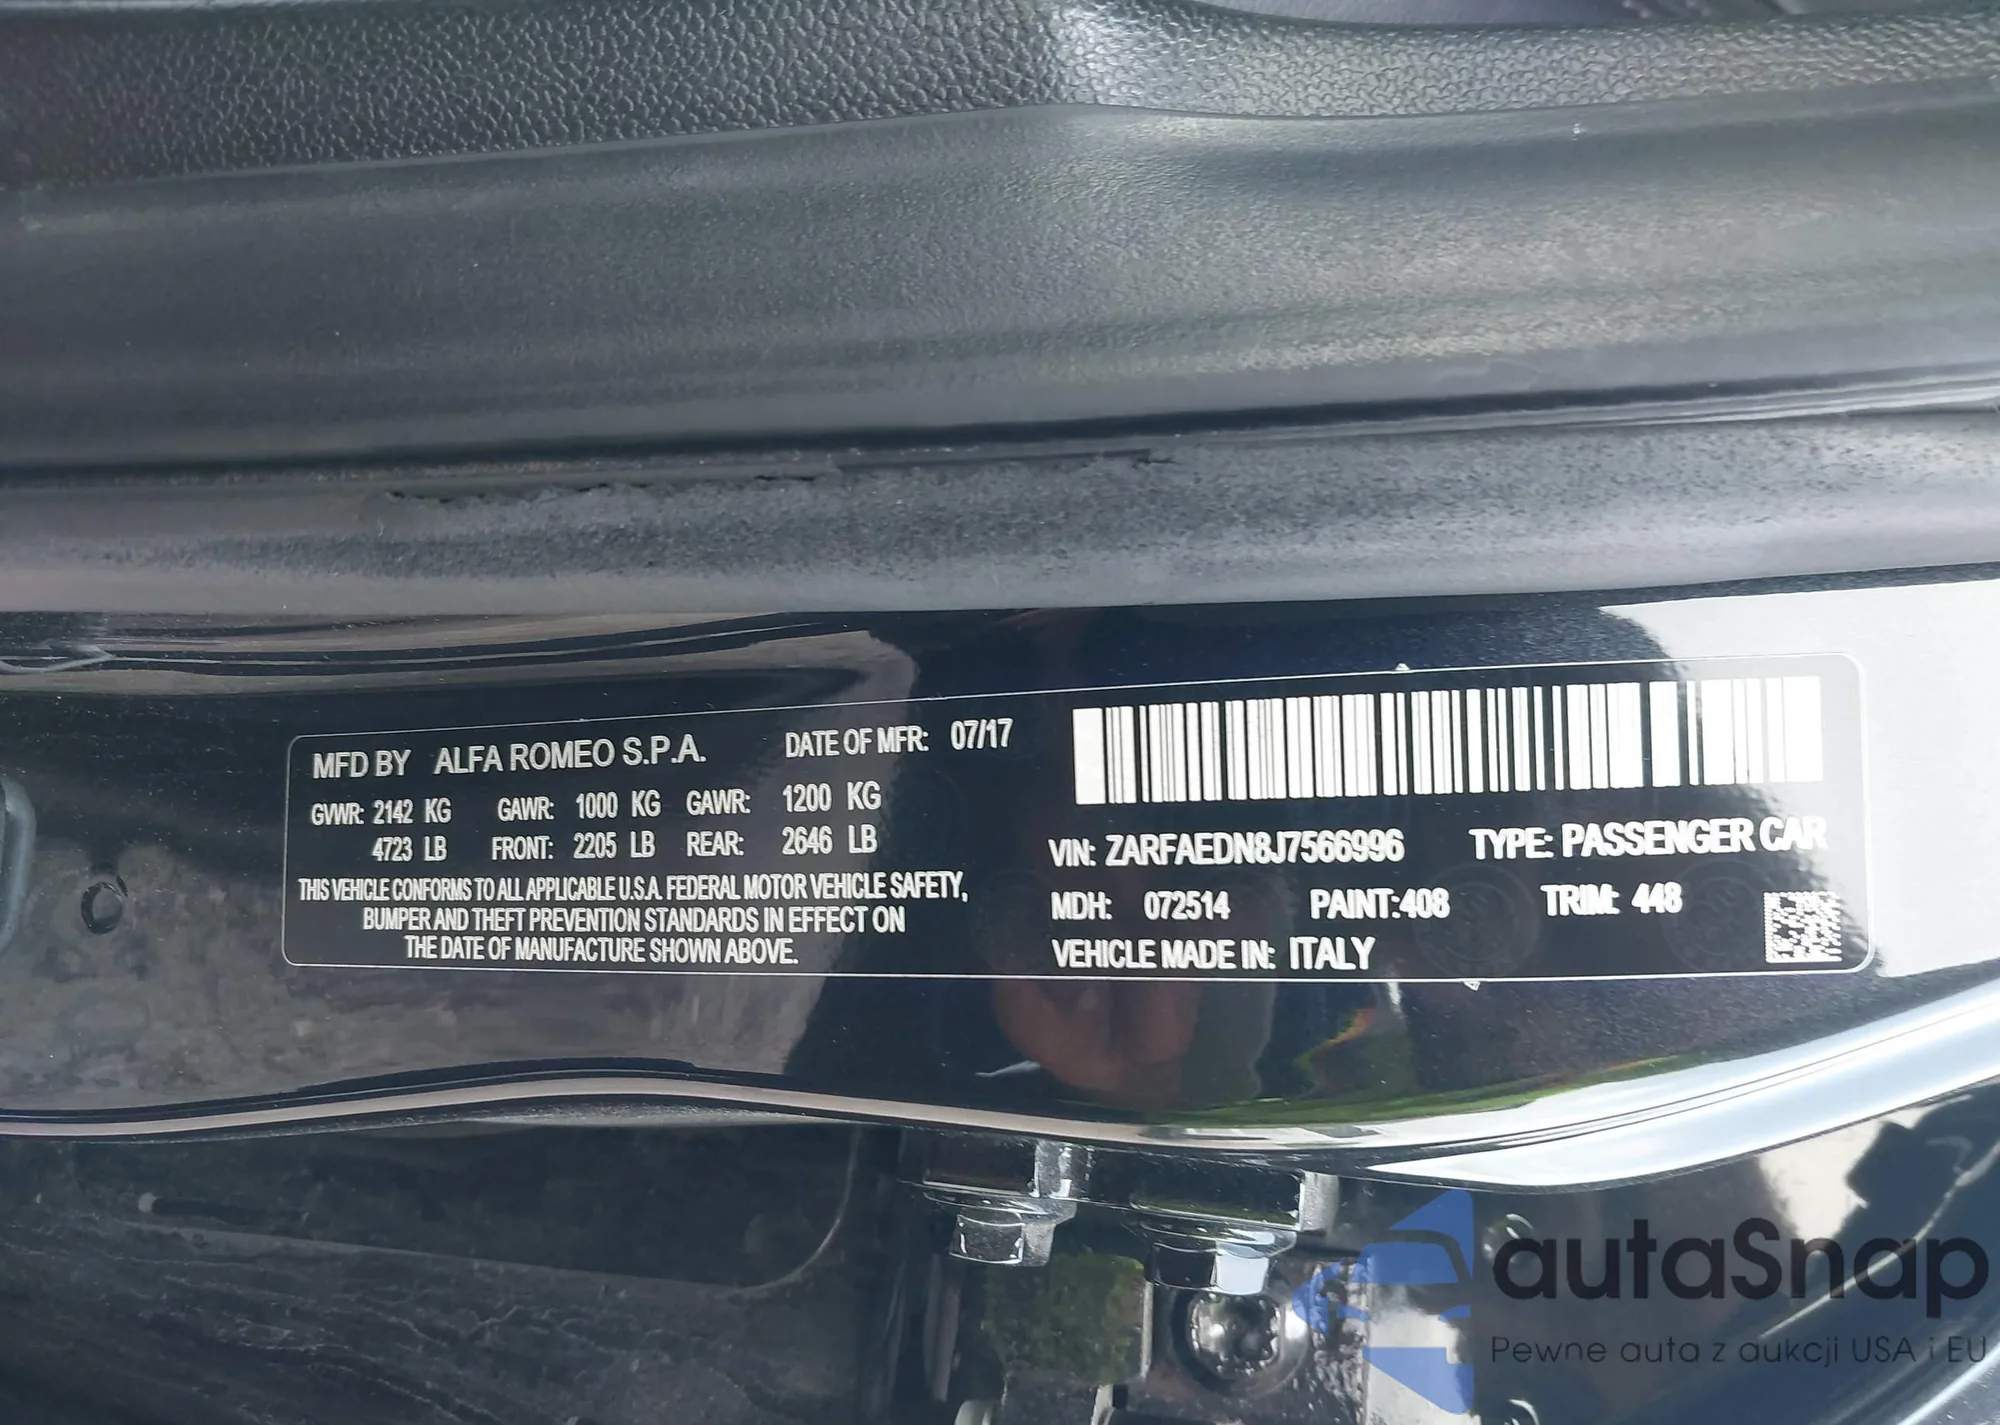 MFD BY ALFA ROMEO S.P.A. DATE OF MFR: 07/17
GVWR: 2142 KG GAWR: 1000 KG GAWR: 1200 KG
4723 LB FRONT: 2205 LB REAR: 2646 LB
THIS VEHICLE CONFORMS TO ALL APPLICABLE U.S.A. FEDERAL MOTOR VEHICLE SAFETY,
BUMPER AND THEFT PREVENTION STANDARDS IN EFFECT ON
THE DATE OF MANUFACTURE SHOWN ABOVE.
VIN: ZARFAEDN8J7566996 TYPE: PASSENGER CAR
MDH: 072514 PAINT:408 TRIM: 448
VEHICLE MADE IN: ITALY
autaSnap
Pewne auta z aukcji USA i EU